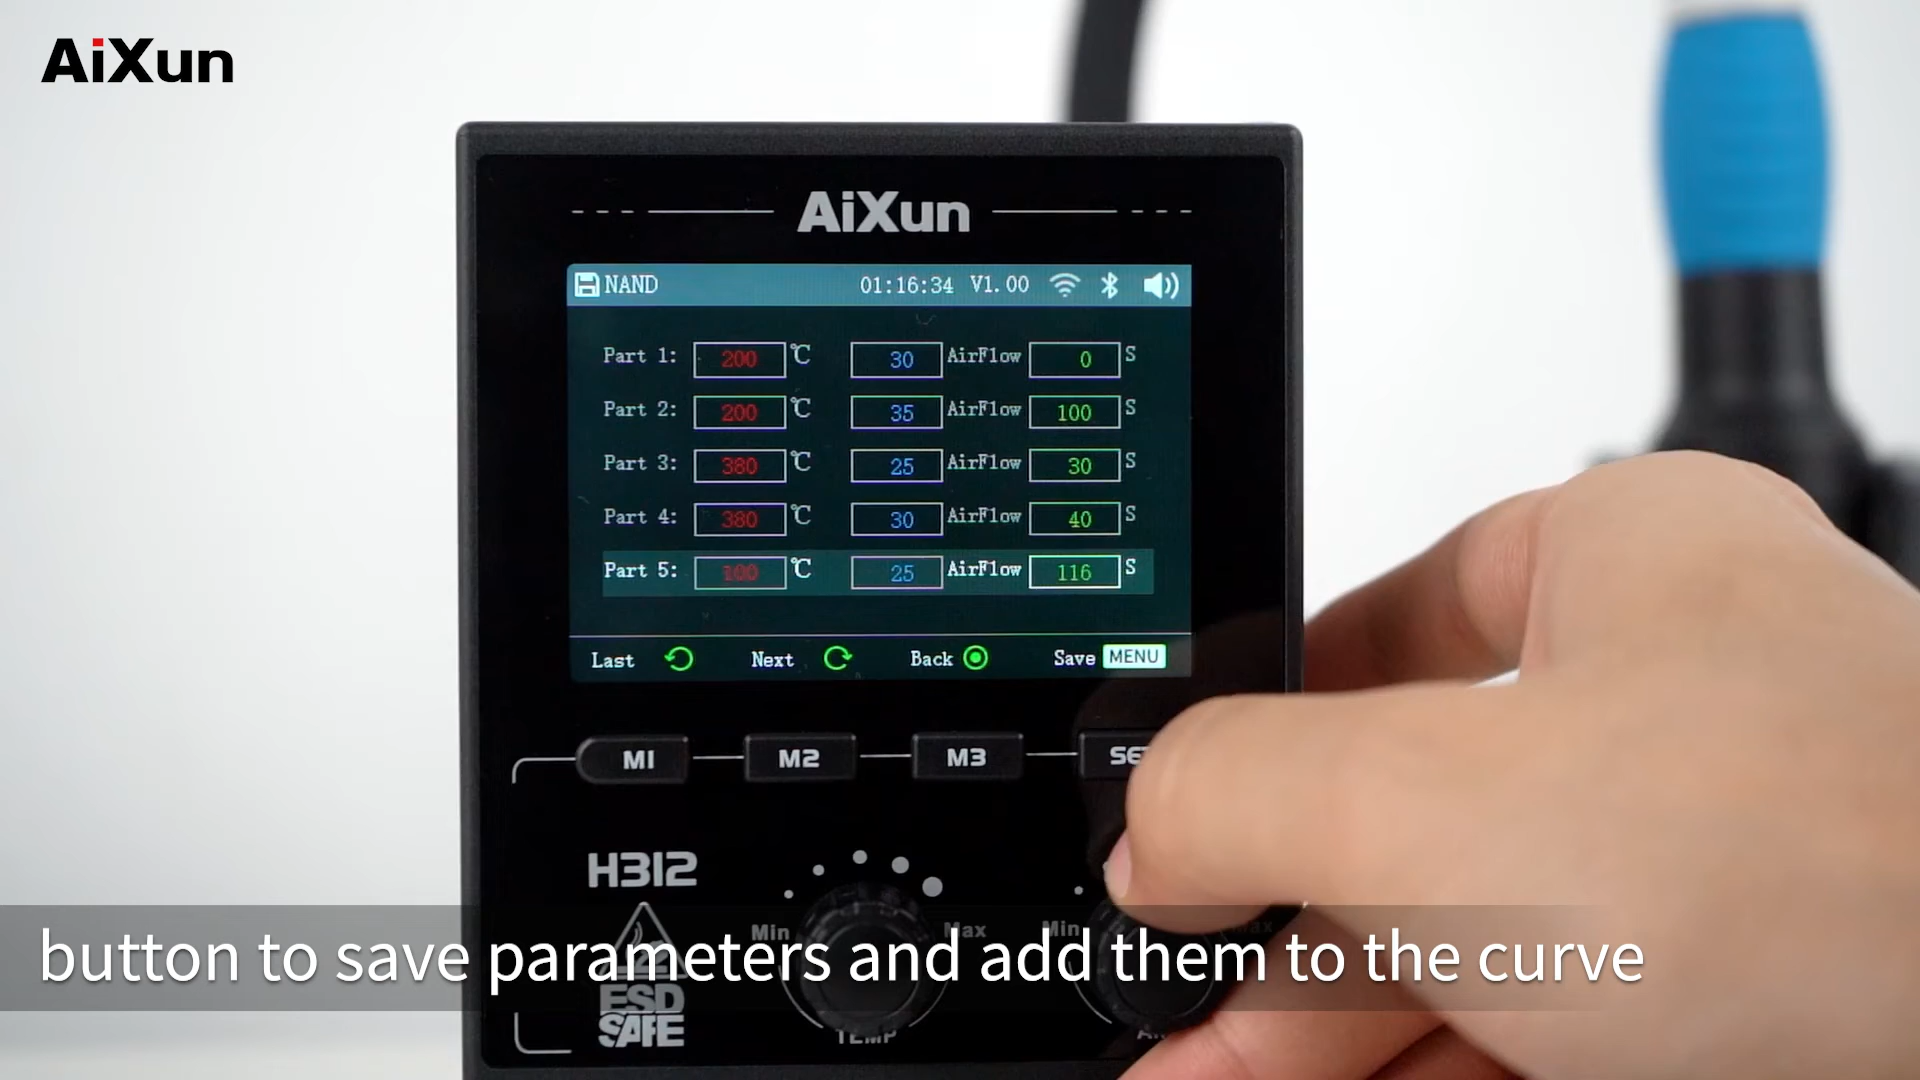 AiXun
AiXun
NAND 01:16:34 V1.00
Part 1: 200 ℃ 30 AirFlow 0 S
Part 2: 200 ℃ 35 AirFlow 100 S
Part 3: 380 ℃ 25 AirFlow 30 S
Part 4: 380 ℃ 30 AirFlow 40 S
Part 5: 100 ℃ 25 AirFlow 116 S
Last Next Back Save MENU
M1 M2 M3
H312
Min Max Min Max
button to save parameters and add them to the curve
ESD
SAFE
TEMP